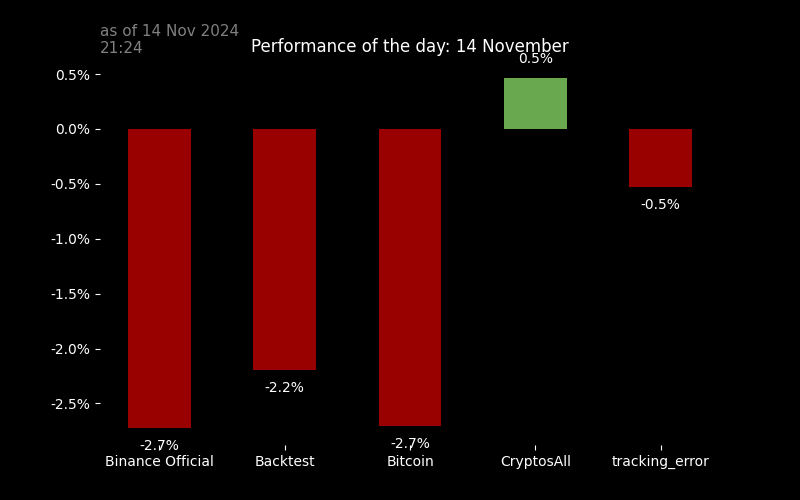 as of 14 Nov 2024
21:24
Performance of the day: 14 November
0.5%
0.5%
0.0%
-0.5%
-0.5%
-1.0%
-1.5%
-2.0%
-2.2%
-2.5%
-2.7%
-2.7%
Binance Official
Backtest
Bitcoin
CryptosAll
tracking_error